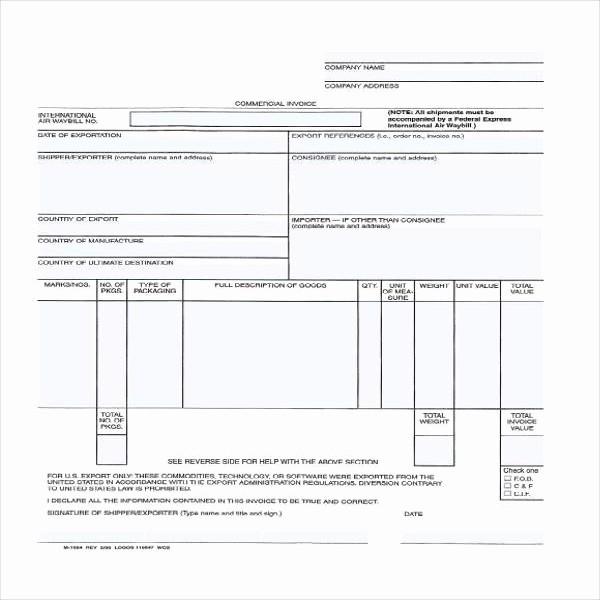 COMPANY NAME
COMPANY ADDRESS
COMMERCIAL INVOICE
INTERNATIONAL
AIR WAYBILL NO.
(NOTE: All shipments must be
accompanied by a Federal Express
International Air Waybill.)
DATE OF EXPORTATION
EXPORT REFERENCES (i.e., order no., invoice no.)
SHIPPER/EXPORTER (complete name and address)
CONSIGNEE (complete name and address)
COUNTRY OF EXPORT
IMPORTER — IF OTHER THAN CONSIGNEE
(complete name and address)
COUNTRY OF MANUFACTURE
COUNTRY OF ULTIMATE DESTINATION
MARKS/NOS.
NO. OF
PKGS.
TYPE OF
PACKAGING
FULL DESCRIPTION OF GOODS
QTY.
UNIT
OF MEA-
SURE
WEIGHT
UNIT VALUE
TOTAL
VALUE
TOTAL
NO. OF
PKGS.
TOTAL
WEIGHT
TOTAL
INVOICE
VALUE
SEE REVERSE SIDE FOR HELP WITH THE ABOVE SECTION
Check one
F.O.B.
C & F
C.I.F.
FOR U.S. EXPORT ONLY: THESE COMMODITIES, TECHNOLOGY, OR SOFTWARE WERE EXPORTED FROM THE
UNITED STATES IN ACCORDANCE WITH THE EXPORT ADMINISTRATION REGULATIONS. DIVERSION CONTRARY
TO UNITED STATES LAW IS PROHIBITED.
I DECLARE ALL THE INFORMATION CONTAINED IN THIS INVOICE TO BE TRUE AND CORRECT.
SIGNATURE OF SHIPPER/EXPORTER (Type name and title and sign.)
DATE
REV LOGOS